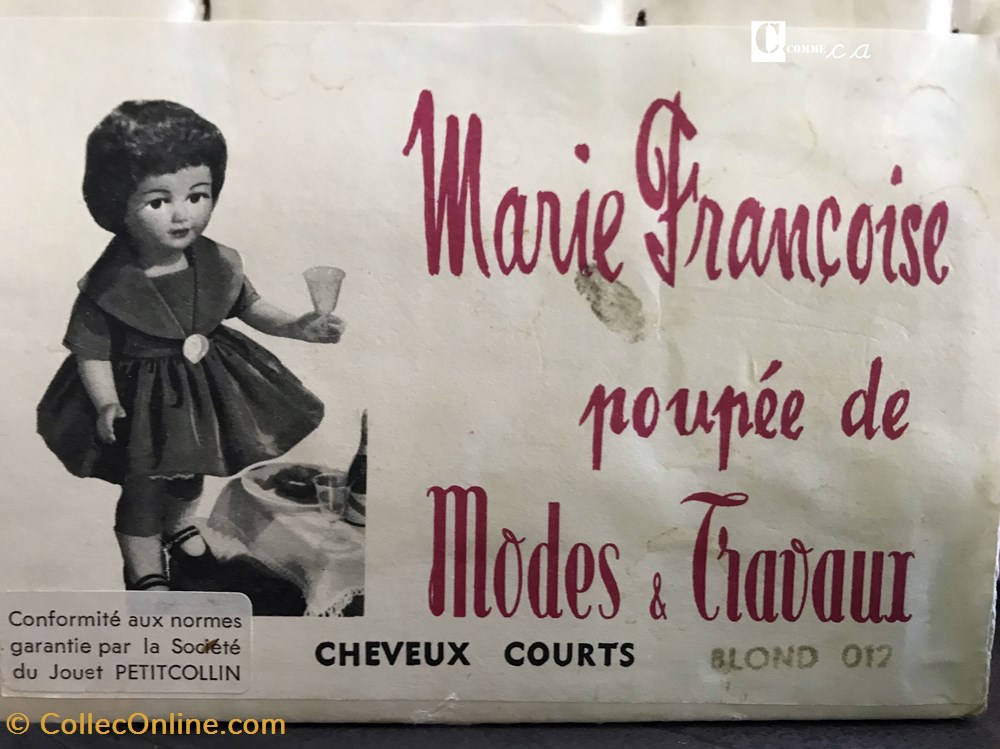 C COMME ca
Marie Françoise
poupée de
Modes & Travaux
CHEVEUX COURTS BLOND 012
Conformité aux normes
garantie par la Société
du Jouet PETITCOLLIN
© CollecOnline.com